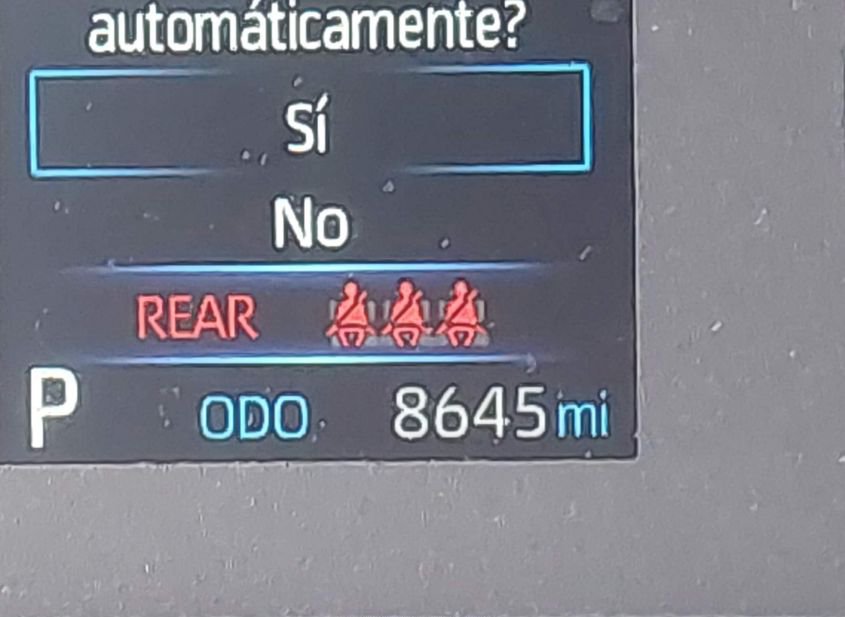 automáticamente?
Sí
No
REAR
P ODO 8645 mi